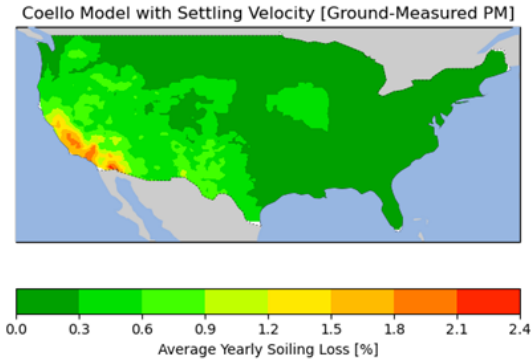 Coello Model with Settling Velocity [Ground-Measured PM]
0.0 0.3 0.6 0.9 1.2 1.5 1.8 2.1 2.4
Average Yearly Soiling Loss [%]